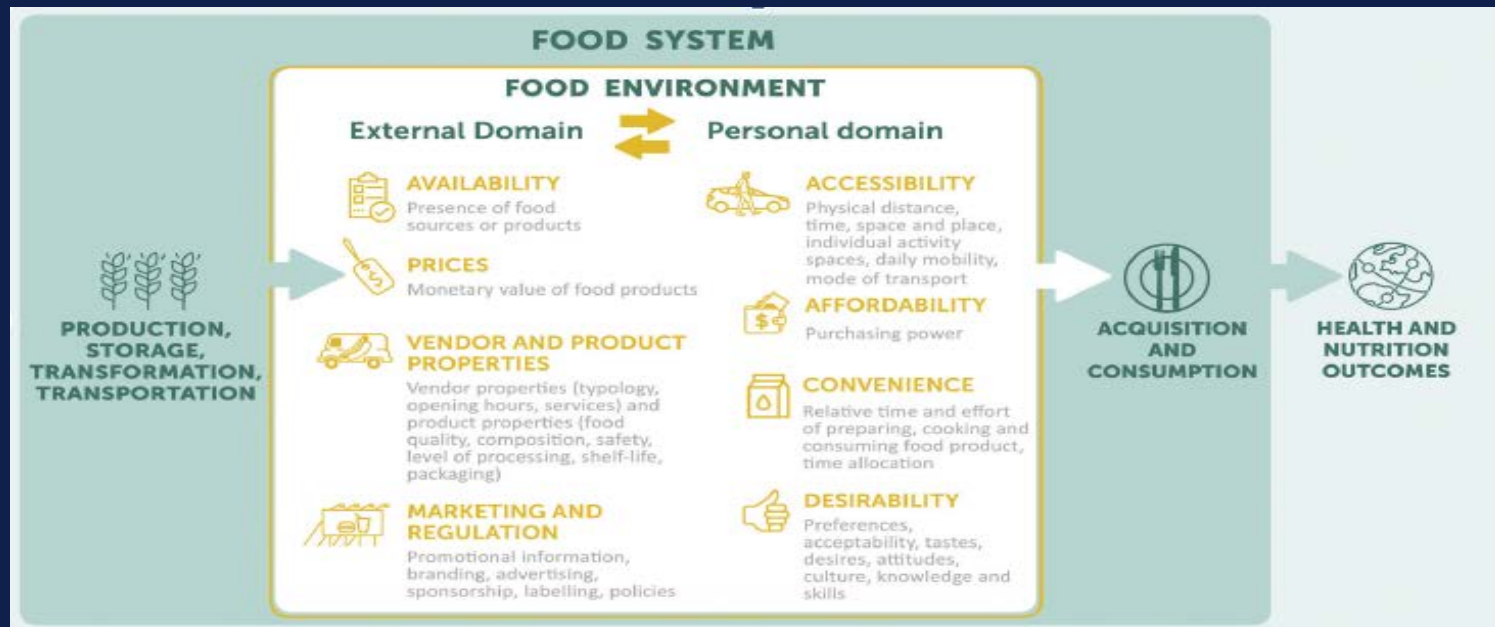 FOOD SYSTEM
FOOD ENVIRONMENT
External Domain
Personal domain
AVAILABILITY
Presence of food
sources or products
PRICES
Monetary value of food products
VENDOR AND PRODUCT
PROPERTIES
Vendor properties (typology,
opening hours, services) and
product properties (food
quality, composition, safety,
level of processing, shelf-life,
packaging)
MARKETING AND
REGULATION
Promotional information,
branding, advertising,
sponsorship, labelling, policies
ACCESSIBILITY
Physical distance,
time, space and place,
individual activity
spaces, daily mobility,
mode of transport
AFFORDABILITY
Purchasing power
CONVENIENCE
Relative time and effort
of preparing, cooking and
consuming food product,
time allocation
DESIRABILITY
Preferences,
acceptability, tastes,
desires, attitudes,
culture, knowledge and
skills
PRODUCTION,
STORAGE,
TRANSFORMATION,
TRANSPORTATION
ACQUISITION
AND
CONSUMPTION
HEALTH AND
NUTRITION
OUTCOMES